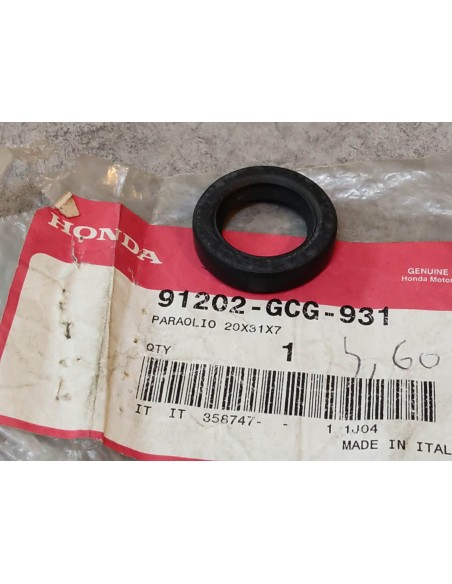 HONDA
GENUINE
Honda Motor
91202-GCG-931
PARAOLIO 20X31X7
QTY 1 5,60
IT IT 358747- - 1 1J04
MADE IN ITAL